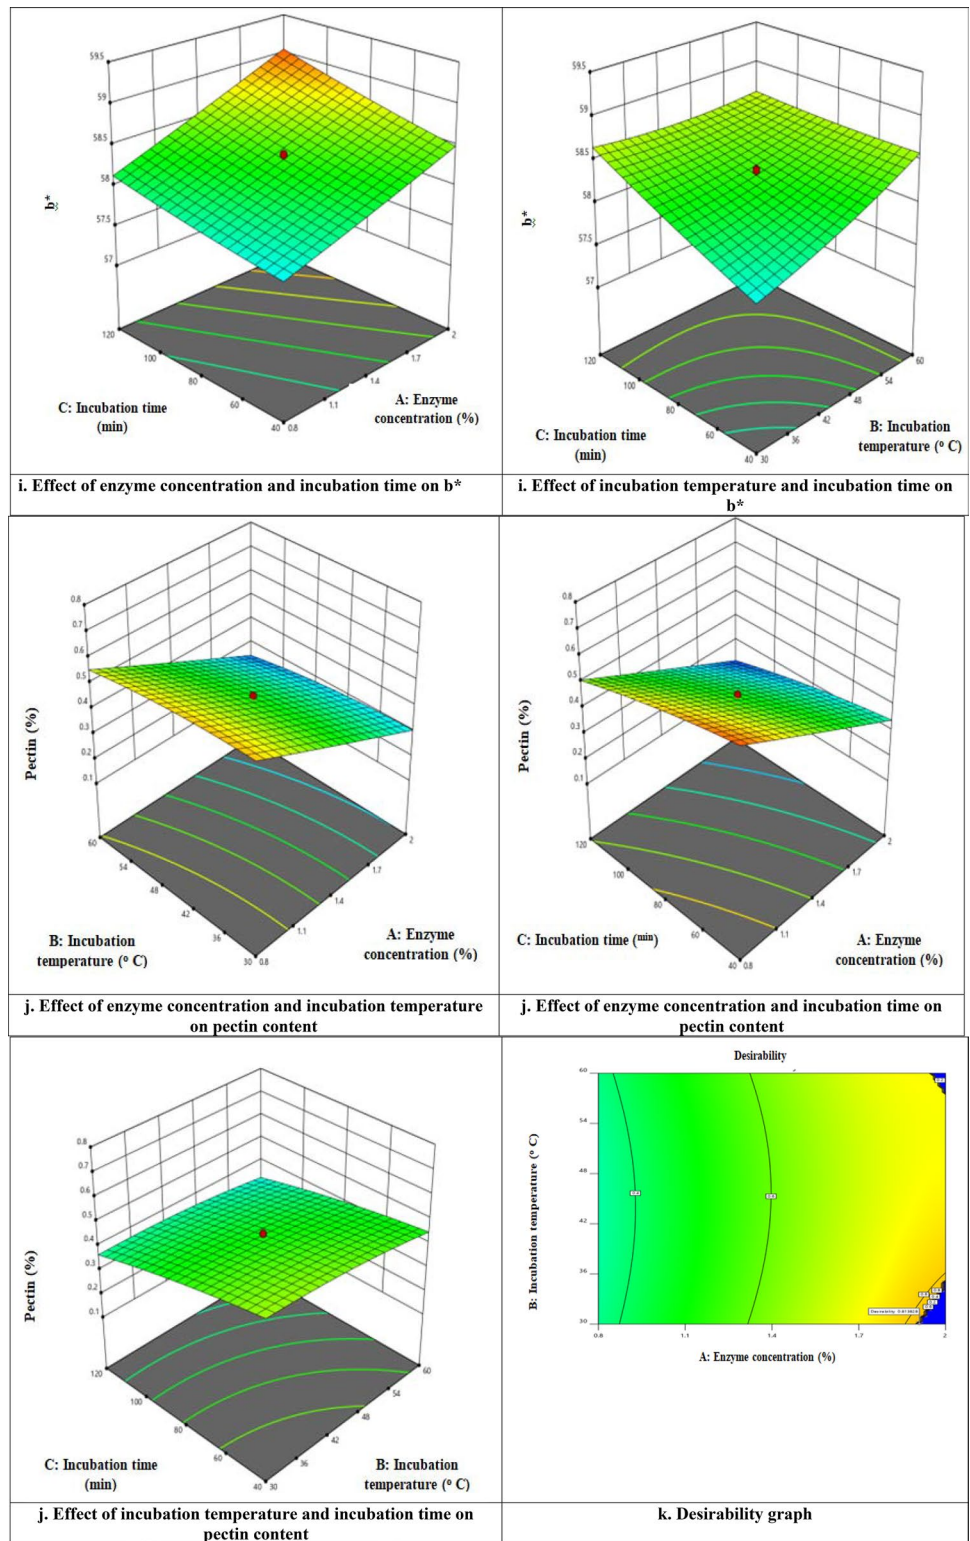 59.5
59
58.5
58
57.5
57
b*
120
100
80
60
40
0.8
1.1
1.4
1.7
2
C: Incubation time
(min)
A: Enzyme
concentration (%)
59.5
59
58.5
58
57.5
57
b*
120
100
80
60
40
30
36
42
48
54
60
C: Incubation time
(min)
B: Incubation
temperature (° C)
i. Effect of enzyme concentration and incubation time on b*
i. Effect of incubation temperature and incubation time on
b*
0.8
0.7
0.6
0.5
0.4
0.3
0.2
0.1
Pectin (%)
60
54
48
42
36
30
0.8
1.1
1.4
1.7
2
B: Incubation
temperature (° C)
A: Enzyme
concentration (%)
0.8
0.7
0.6
0.5
0.4
0.3
0.2
0.1
Pectin (%)
120
100
80
60
40
0.8
1.1
1.4
1.7
2
C: Incubation time (min)
A: Enzyme
concentration (%)
j. Effect of enzyme concentration and incubation temperature
on pectin content
j. Effect of enzyme concentration and incubation time on
pectin content
0.8
0.7
0.6
0.5
0.4
0.3
0.2
0.1
Pectin (%)
120
100
80
60
40
30
36
42
48
54
60
C: Incubation time
(min)
B: Incubation
temperature (° C)
Desirability
60
54
48
42
36
30
B: Incubation temperature (° C)
Desirability
0.8
1.1
1.4
1.7
2
A: Enzyme concentration (%)
j. Effect of incubation temperature and incubation time on
pectin content
k. Desirability graph